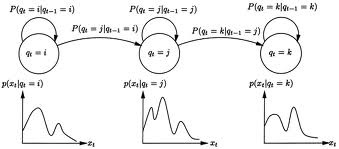 P(q_t = i|q_{t-1} = i)
P(q_t = j|q_{t-1} = j)
P(q_t = k|q_{t-1} = k)
P(q_t = j|q_{t-1} = i)
P(q_t = k|q_{t-1} = j)
q_t = i
q_t = j
q_t = k
p(x_t|q_t = i)
p(x_t|q_t = j)
p(x_t|q_t = k)
x_t
x_t
x_t